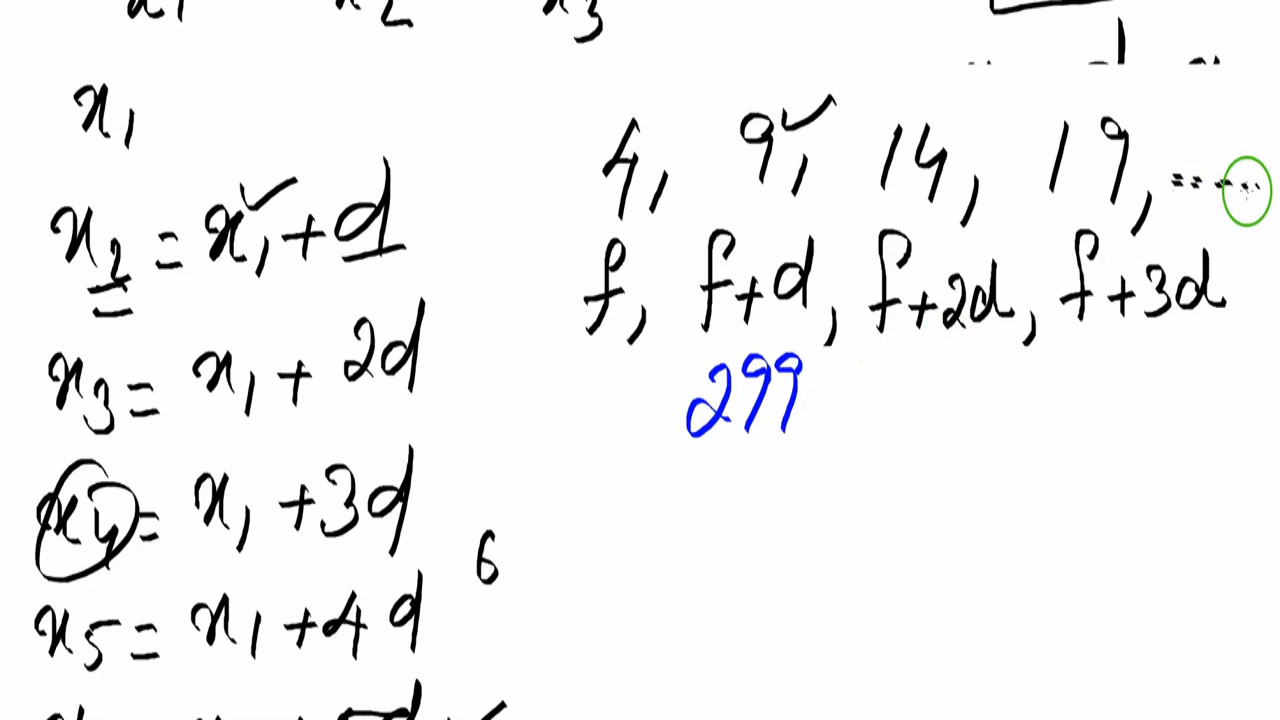 x₁
x₂ = x₁ + d
x₃ = x₁ + 2d
x₄ = x₁ + 3d
x₅ = x₁ + 4d
6
4, 9, 14, 19, ----
f, f+d, f+2d, f+3d
299